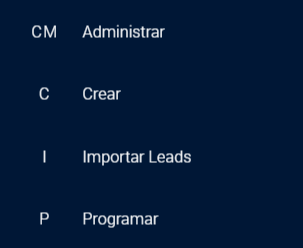 CM Administrar
C Crear
I Importar Leads
P Programar